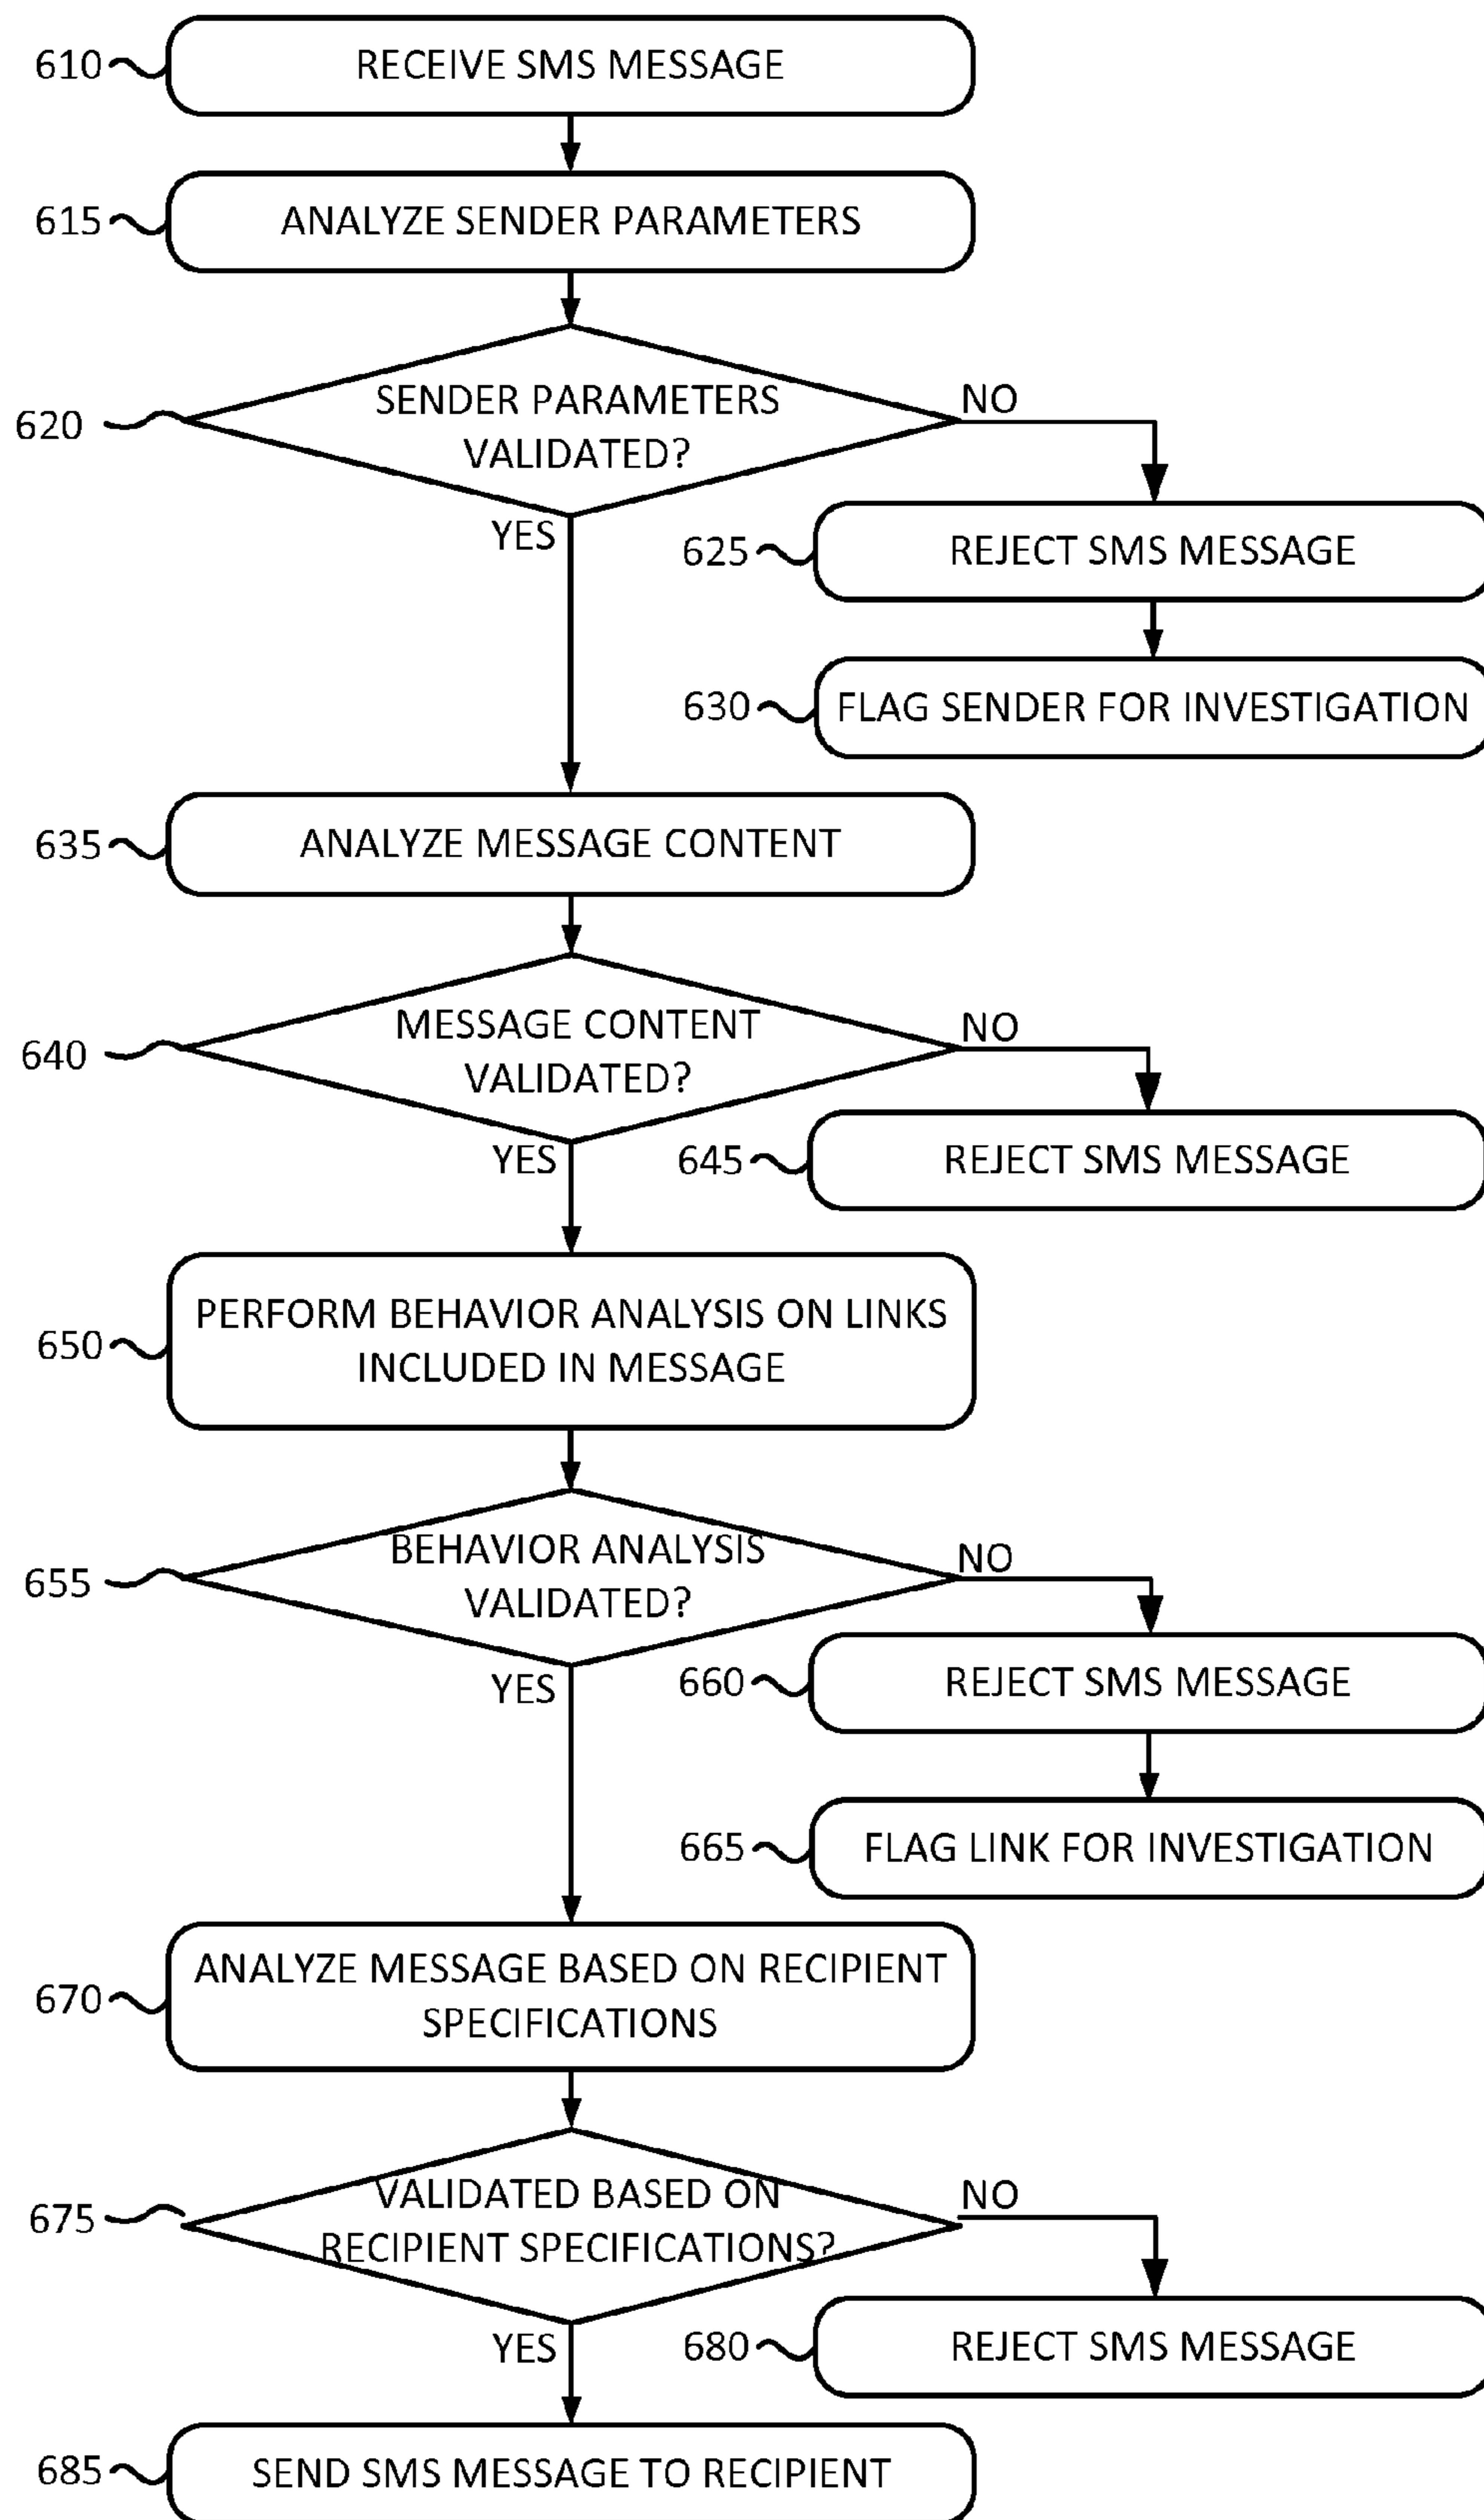 610
RECEIVE SMS MESSAGE
615
ANALYZE SENDER PARAMETERS
620
SENDER PARAMETERS
VALIDATED?
NO
YES
625
REJECT SMS MESSAGE
630
FLAG SENDER FOR INVESTIGATION
635
ANALYZE MESSAGE CONTENT
640
MESSAGE CONTENT
VALIDATED?
NO
YES
645
REJECT SMS MESSAGE
650
PERFORM BEHAVIOR ANALYSIS ON LINKS
INCLUDED IN MESSAGE
655
BEHAVIOR ANALYSIS
VALIDATED?
NO
YES
660
REJECT SMS MESSAGE
665
FLAG LINK FOR INVESTIGATION
670
ANALYZE MESSAGE BASED ON RECIPIENT
SPECIFICATIONS
675
VALIDATED BASED ON
RECIPIENT SPECIFICATIONS?
NO
YES
680
REJECT SMS MESSAGE
685
SEND SMS MESSAGE TO RECIPIENT